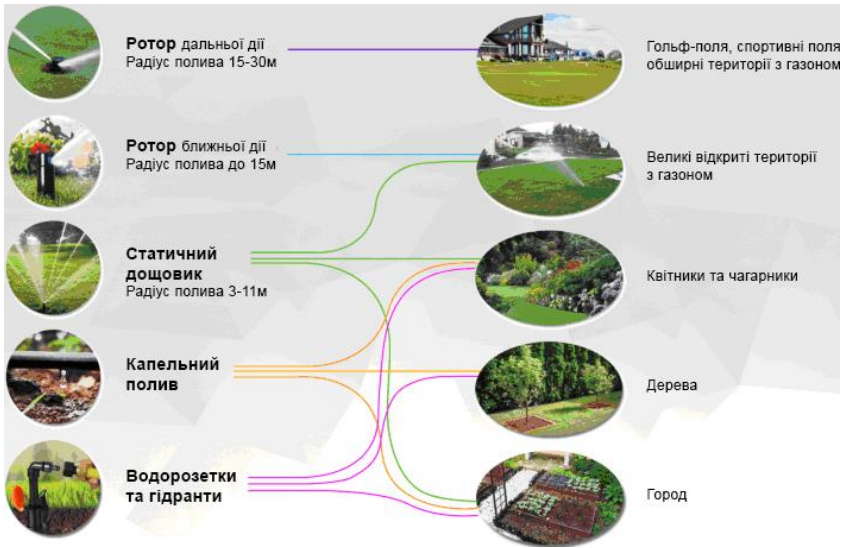 Ротор дальньої дії
Радіус полива 15-30м
Гольф-поля, спортивні поля
обширні території з газоном
Ротор ближньої дії
Радіус полива до 15м
Великі відкриті території
з газоном
Статичний
дощовик
Радіус полива 3-11м
Квітники та чагарники
Капельний
полив
Дерева
Водорозетки
та гідранти
Город